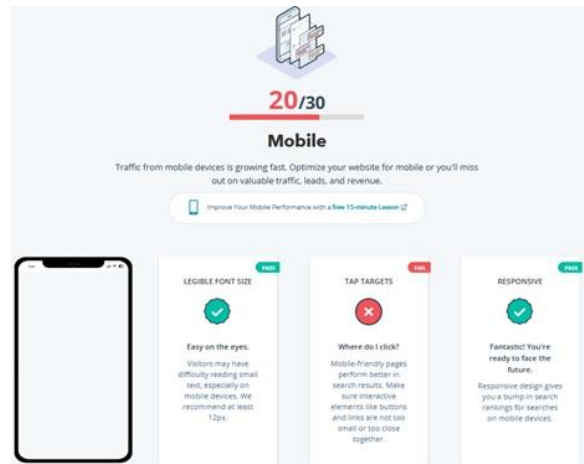 20/30
Mobile
Traffic from mobile devices is growing fast. Optimize your website for mobile or you'll miss
out on valuable traffic, leads, and revenue.
Improve Your Mobile Performance with a free 15-minute Lesson
PASS
LEGIBLE FONT SIZE
Easy on the eyes.
Visitors may have
difficulty reading small
text, especially on
mobile devices. We
recommend at least
12px.
FAIL
TAP TARGETS
Where do I click?
Mobile-friendly pages
perform better in
search results. Make
sure interactive
elements like buttons
and links are not too
small or too close
together.
PASS
RESPONSIVE
Fantastic! You're
ready to face the
future.
Responsive design gives
you a bump in search
rankings for searches
on mobile devices.